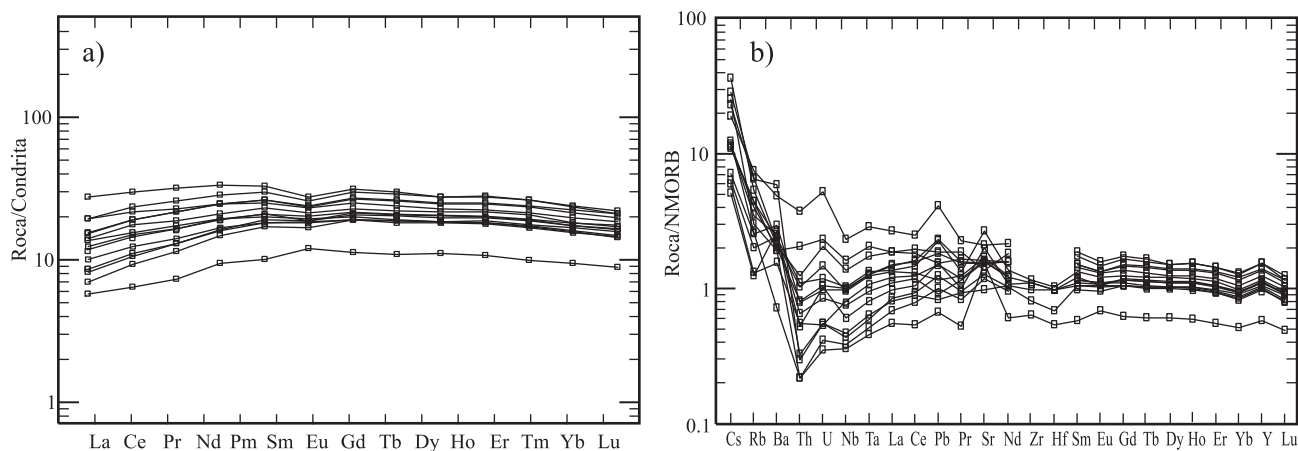 a)
Roca/Condrita
100
10
1
La Ce Pr Nd Pm Sm Eu Gd Tb Dy Ho Er Tm Yb Lu
b)
Roca/NMORB
100
10
1
0.1
Cs Rb Ba Th U Nb Ta La Ce Pb Pr Sr Nd Zr Hf Sm Eu Gd Tb Dy Ho Er Yb Y Lu